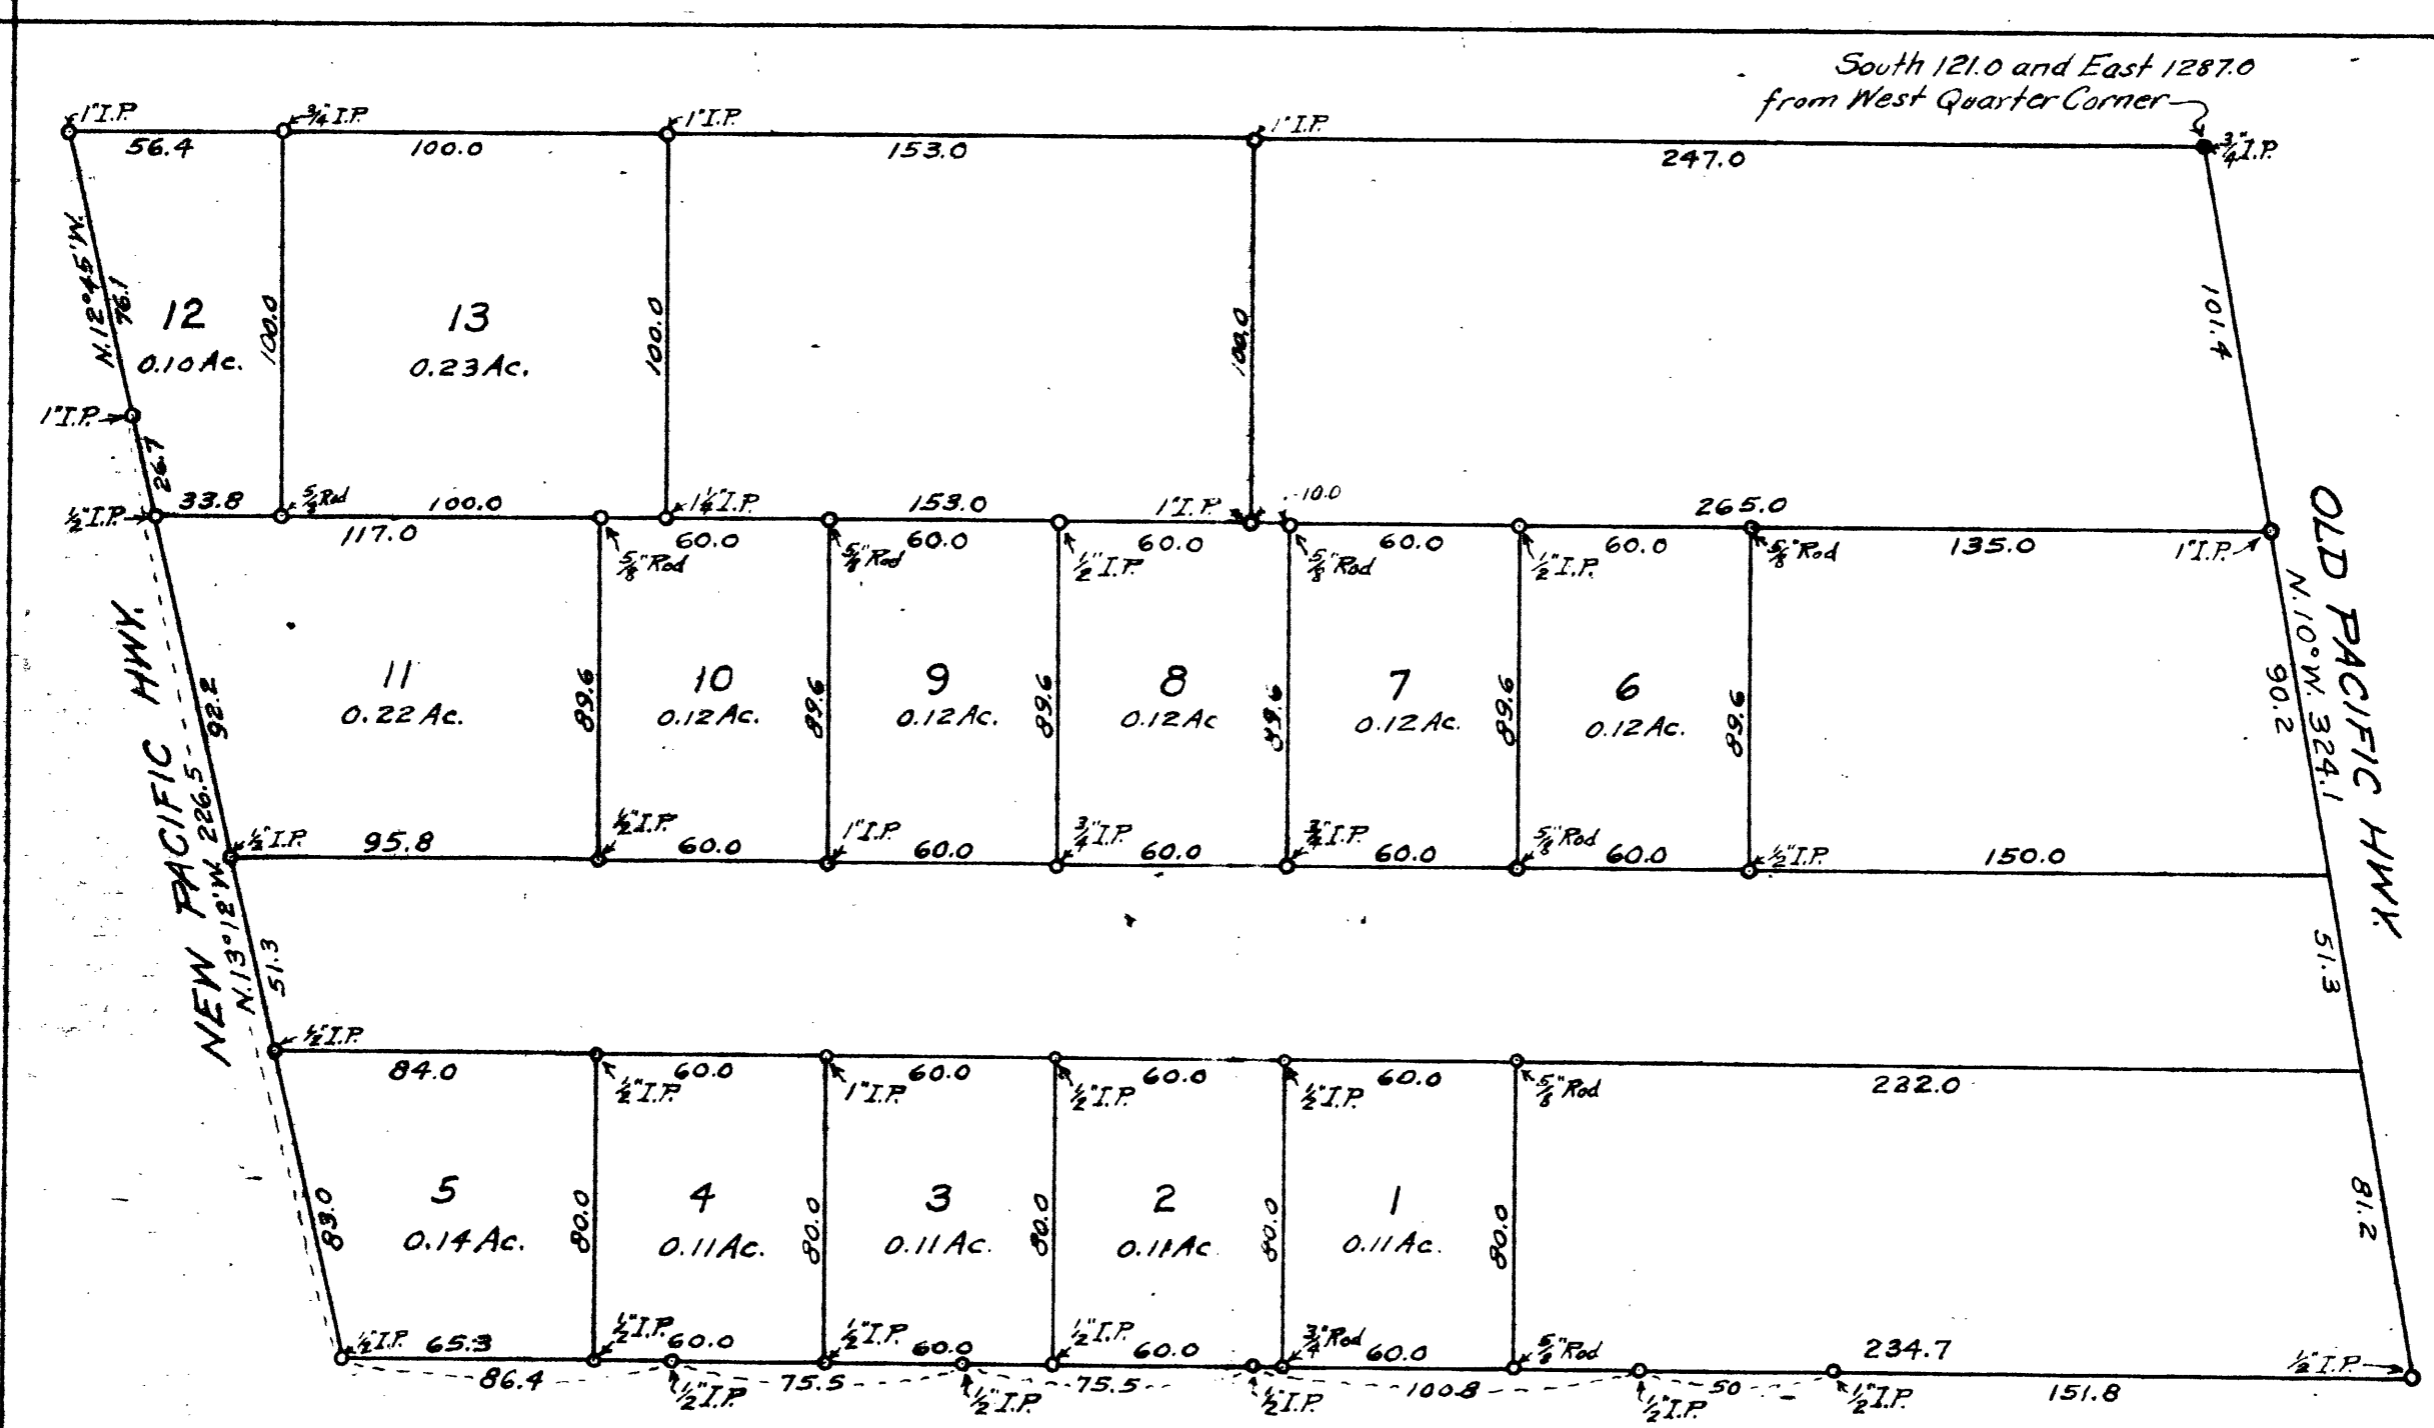 South 121.0 and East 1287.0
from West Quarter Corner
1" I.P.
3/4" I.P.
1" I.P.
1" I.P.
3/4" I.P.
56.4
100.0
153.0
247.0
N.12°45'W.
76.1
12
0.10 Ac.
100.0
13
0.23 Ac.
100.0
100.0
101.4
1" I.P.
26.7
1/2" I.P.
33.8
5/8 Rod
100.0
1 1/4" I.P.
153.0
1" I.P.
10.0
265.0
117.0
5/8" Rod
60.0
5/8" Rod
60.0
1/2" I.P.
60.0
5/8" Rod
60.0
1/2" I.P.
60.0
5/8" Rod
135.0
1" I.P.
OLD PACIFIC HWY.
N.10°W. 324.1
90.2
NEW PACIFIC HWY.
N.13°12'W. 226.5
92.2
11
0.22 Ac.
89.6
10
0.12 Ac.
89.6
9
0.12 Ac.
89.6
8
0.12 Ac
89.6
7
0.12 Ac.
89.6
6
0.12 Ac.
89.6
1/2" I.P.
95.8
1/2" I.P.
60.0
1" I.P.
60.0
3/4" I.P.
60.0
3/4" I.P.
60.0
5/8" Rod
60.0
1/2" I.P.
150.0
51.3
51.3
1/2" I.P.
84.0
1/2" I.P.
60.0
1" I.P.
60.0
1/2" I.P.
60.0
1/2" I.P.
60.0
5/8" Rod
232.0
83.0
5
0.14 Ac.
80.0
4
0.11 Ac.
80.0
3
0.11 Ac.
80.0
2
0.11 Ac.
80.0
1
0.11 Ac.
80.0
81.2
1/2" I.P.
65.3
1/2" I.P.
60.0
1/2" I.P.
60.0
1/2" I.P.
60.0
3/4" Rod
60.0
5/8" Rod
234.7
1/2" I.P.
86.4
1/2" I.P.
75.5
1/2" I.P.
75.5
1/2" I.P.
100.8
1/2" I.P.
50
1/2" I.P.
151.8